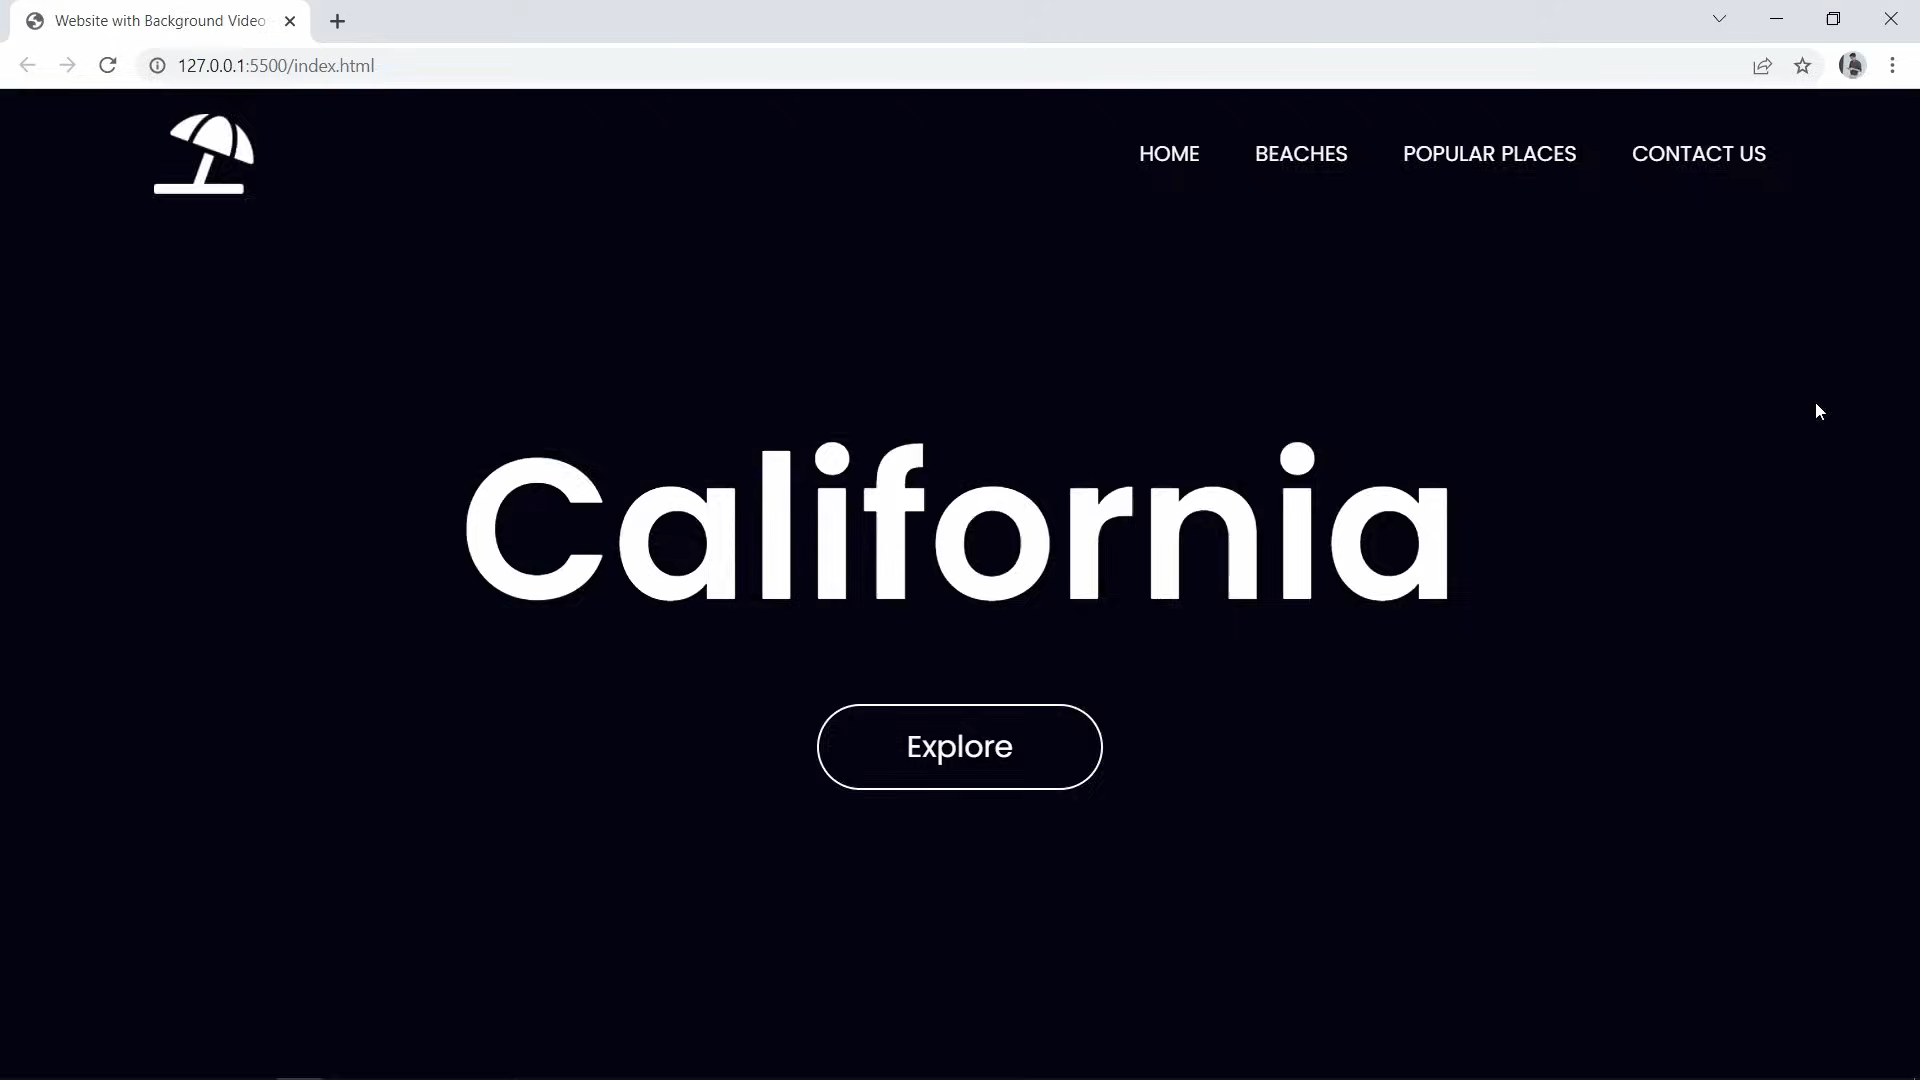 Website with Background Video
127.0.0.1:5500/index.html
HOME BEACHES POPULAR PLACES CONTACT US
California
Explore